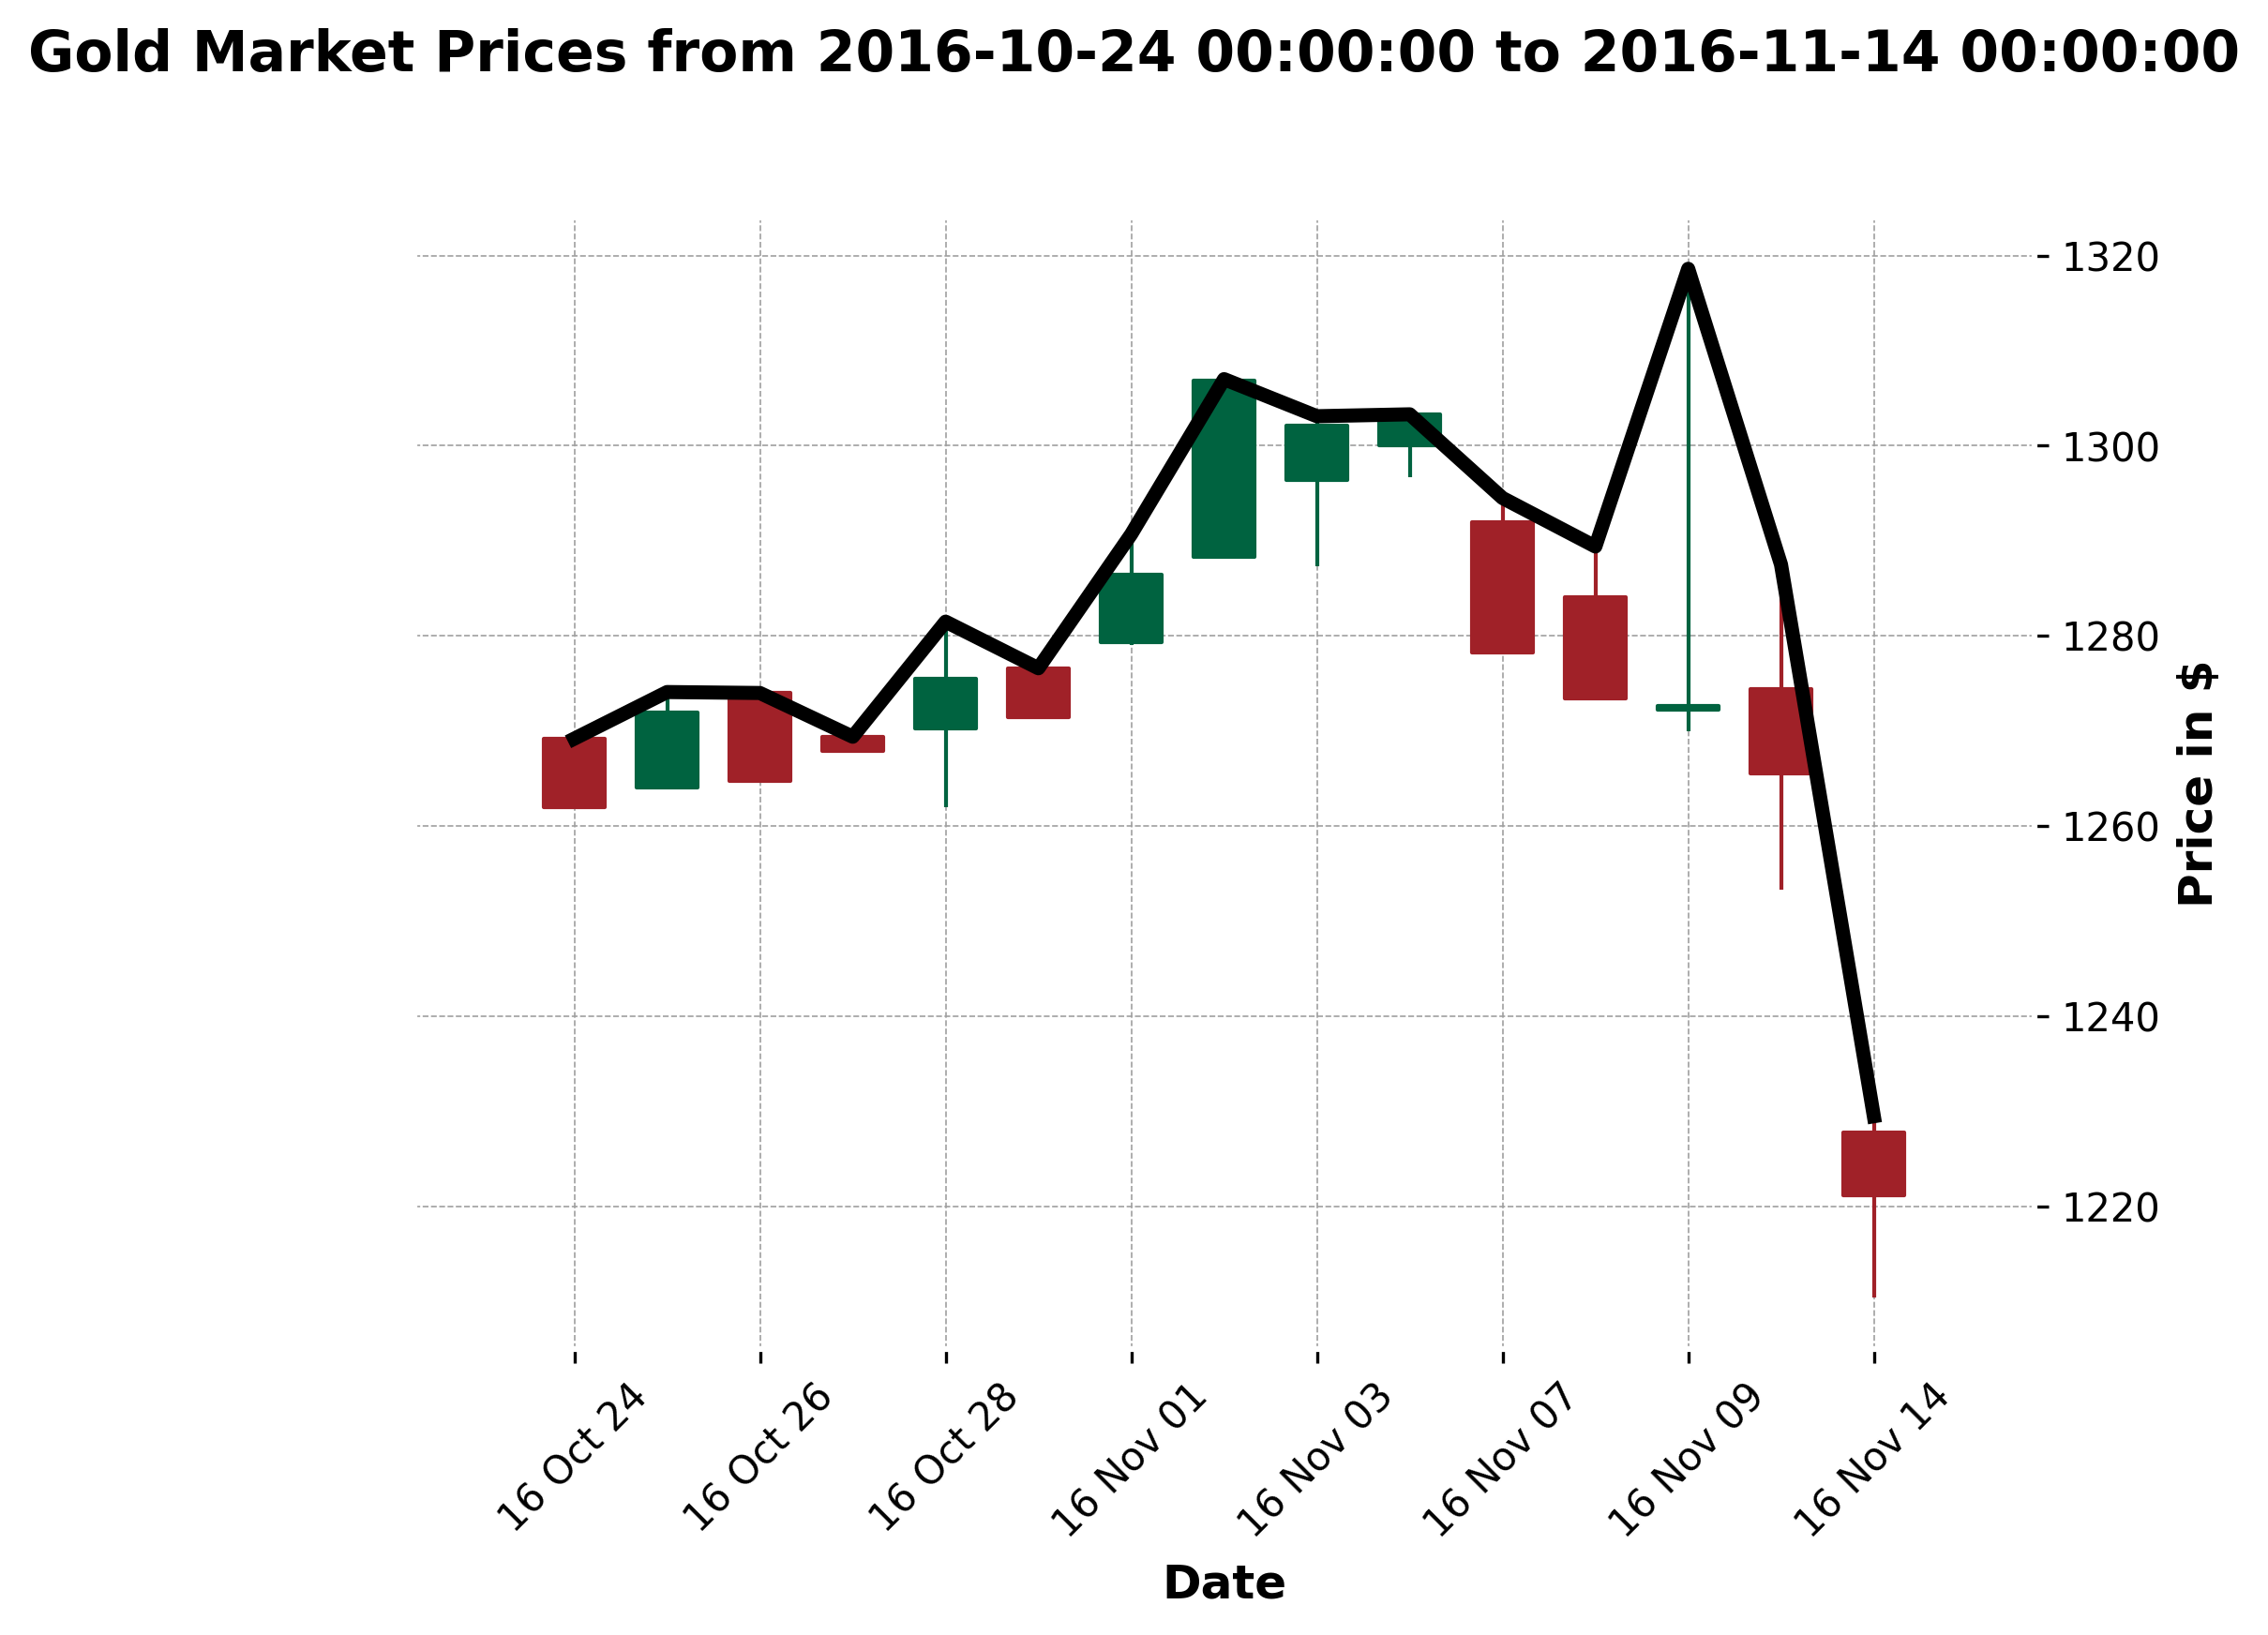 Gold Market Prices from 2016-10-24 00:00:00 to 2016-11-14 00:00:00
1320
1300
1280
1260
1240
1220
Price in $
16 Oct 24
16 Oct 26
16 Oct 28
16 Nov 01
16 Nov 03
16 Nov 07
16 Nov 09
16 Nov 14
Date